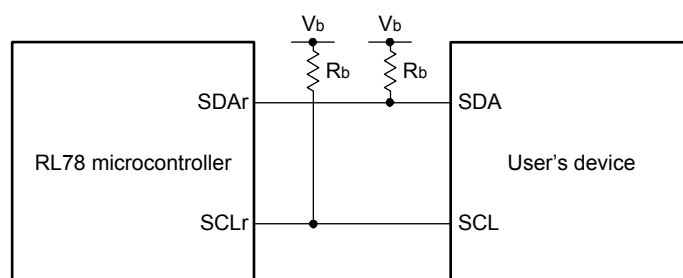 Vb
Vb
Rb
Rb
SDAr
SDA
RL78 microcontroller
User's device
SCLr
SCL